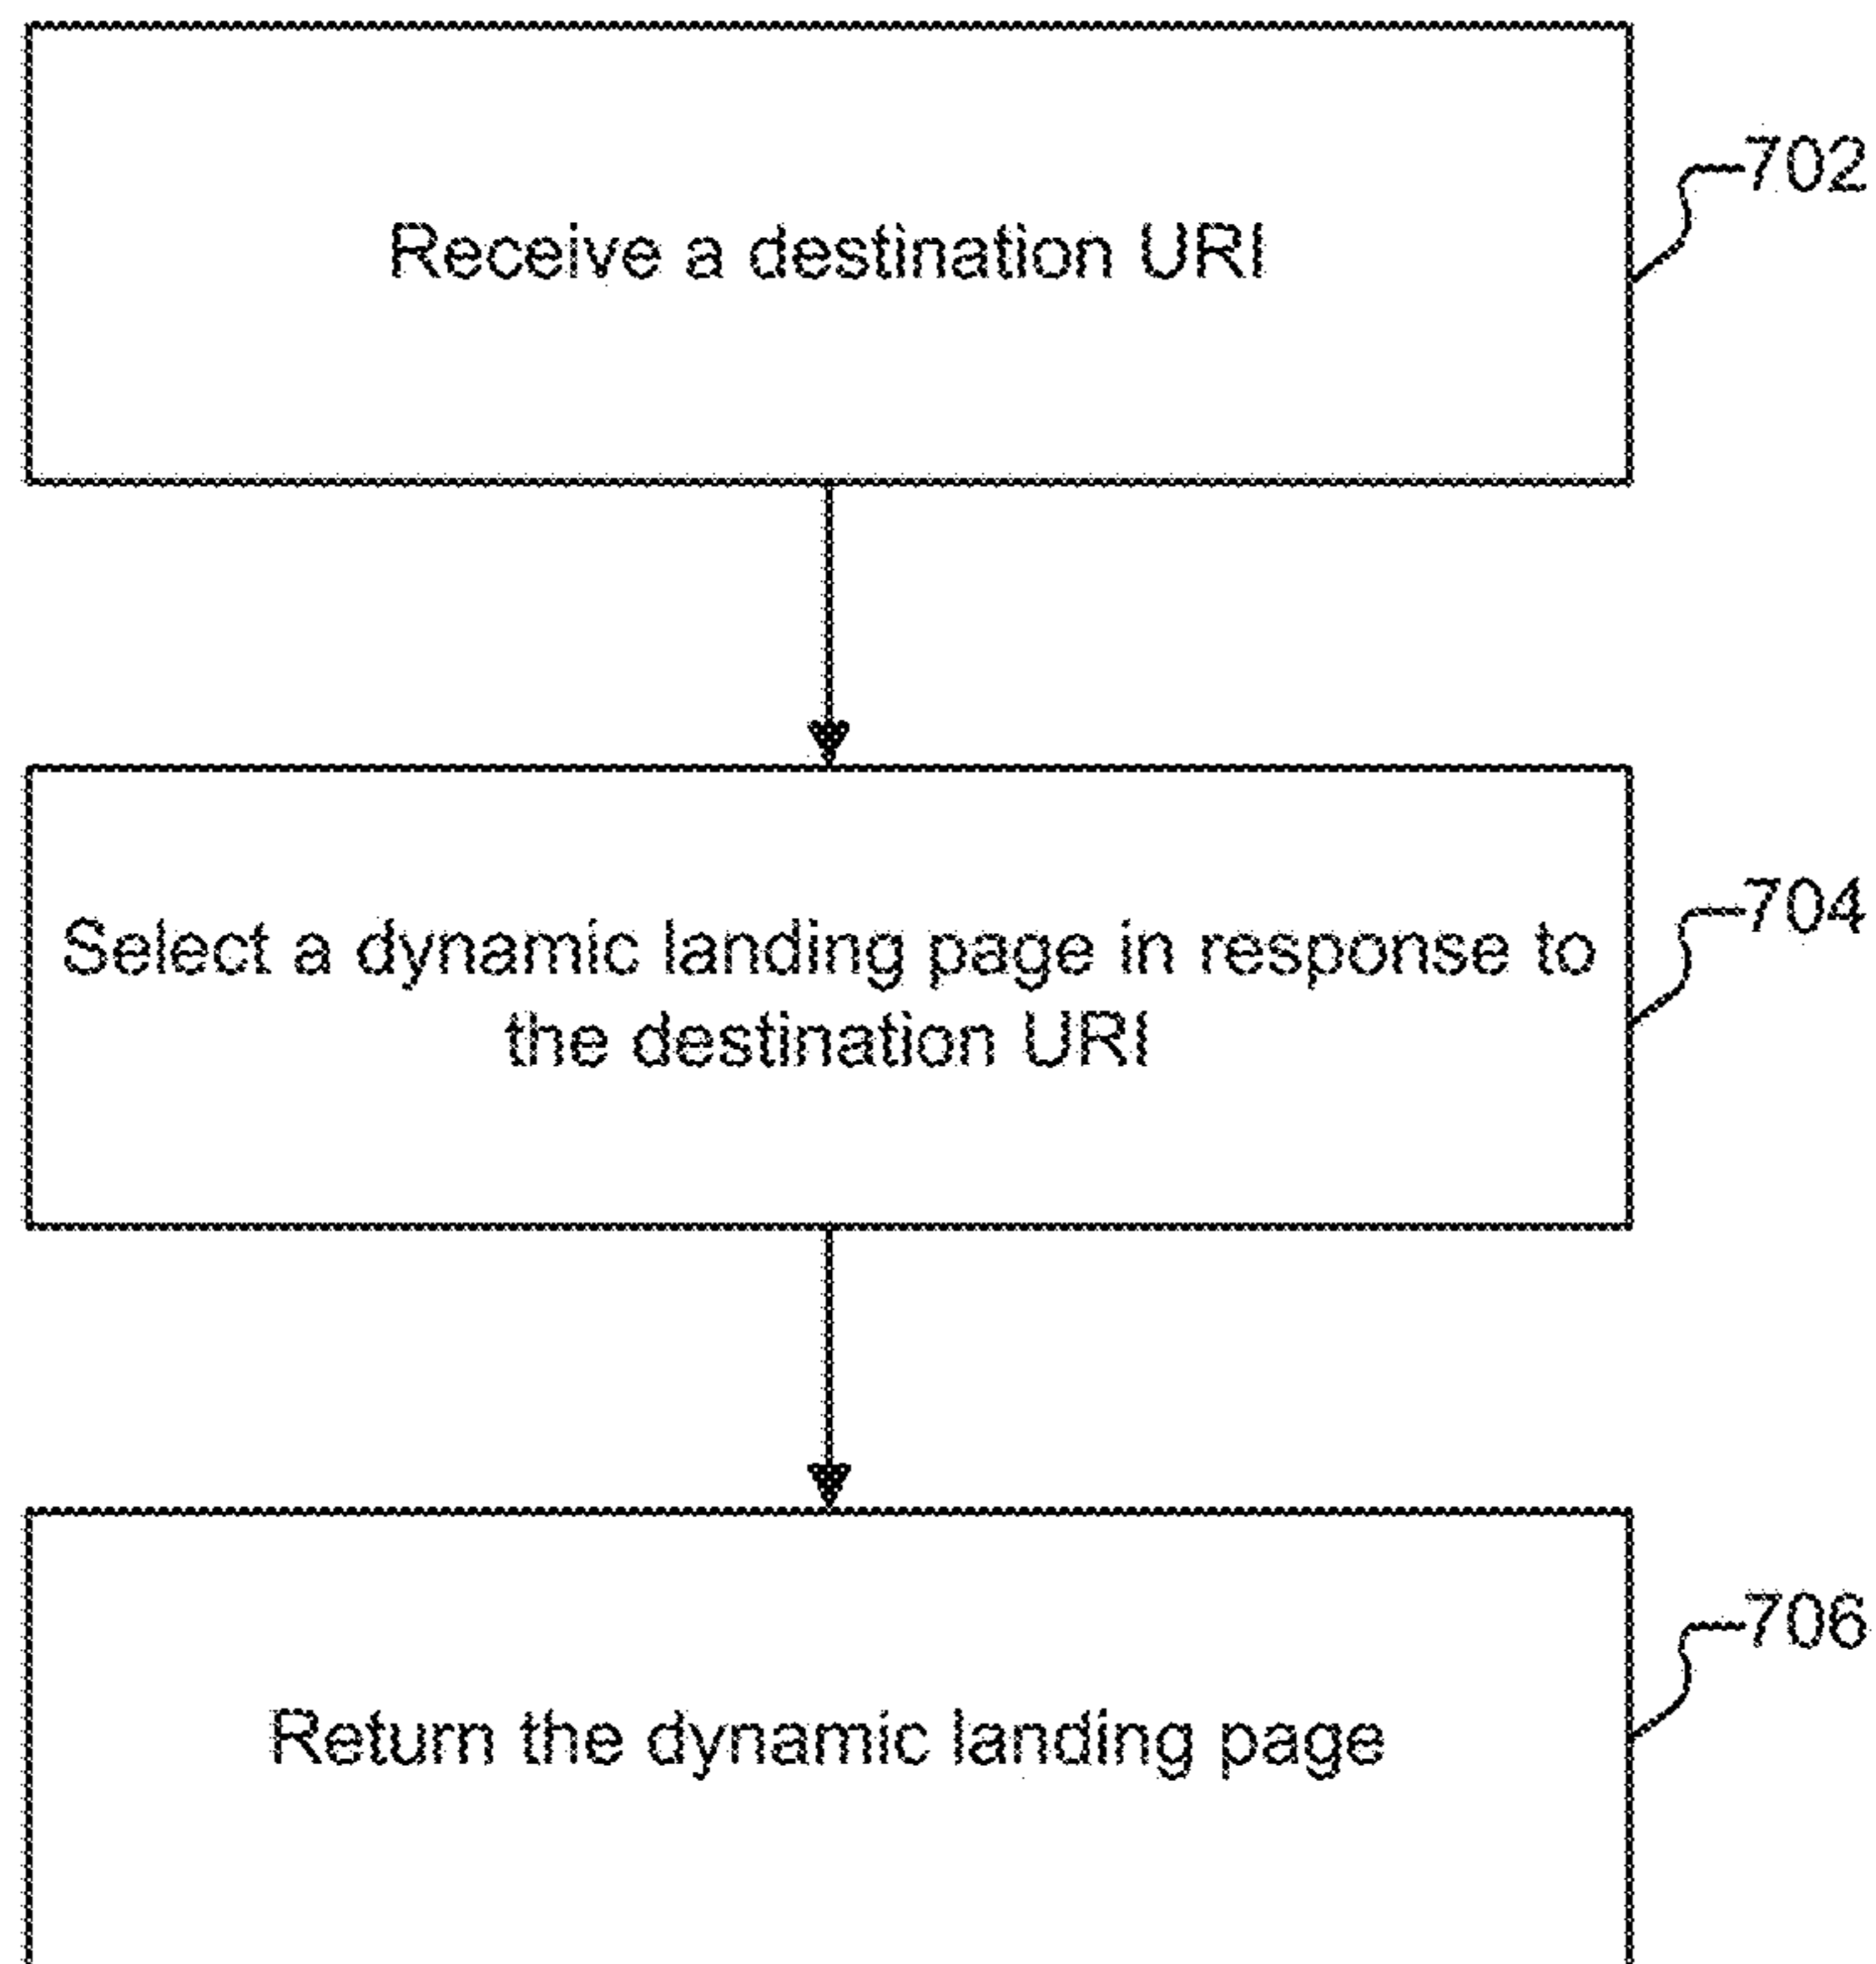 Receive a destination URI
702
Select a dynamic landing page in response to
the destination URI
704
Return the dynamic landing page
706